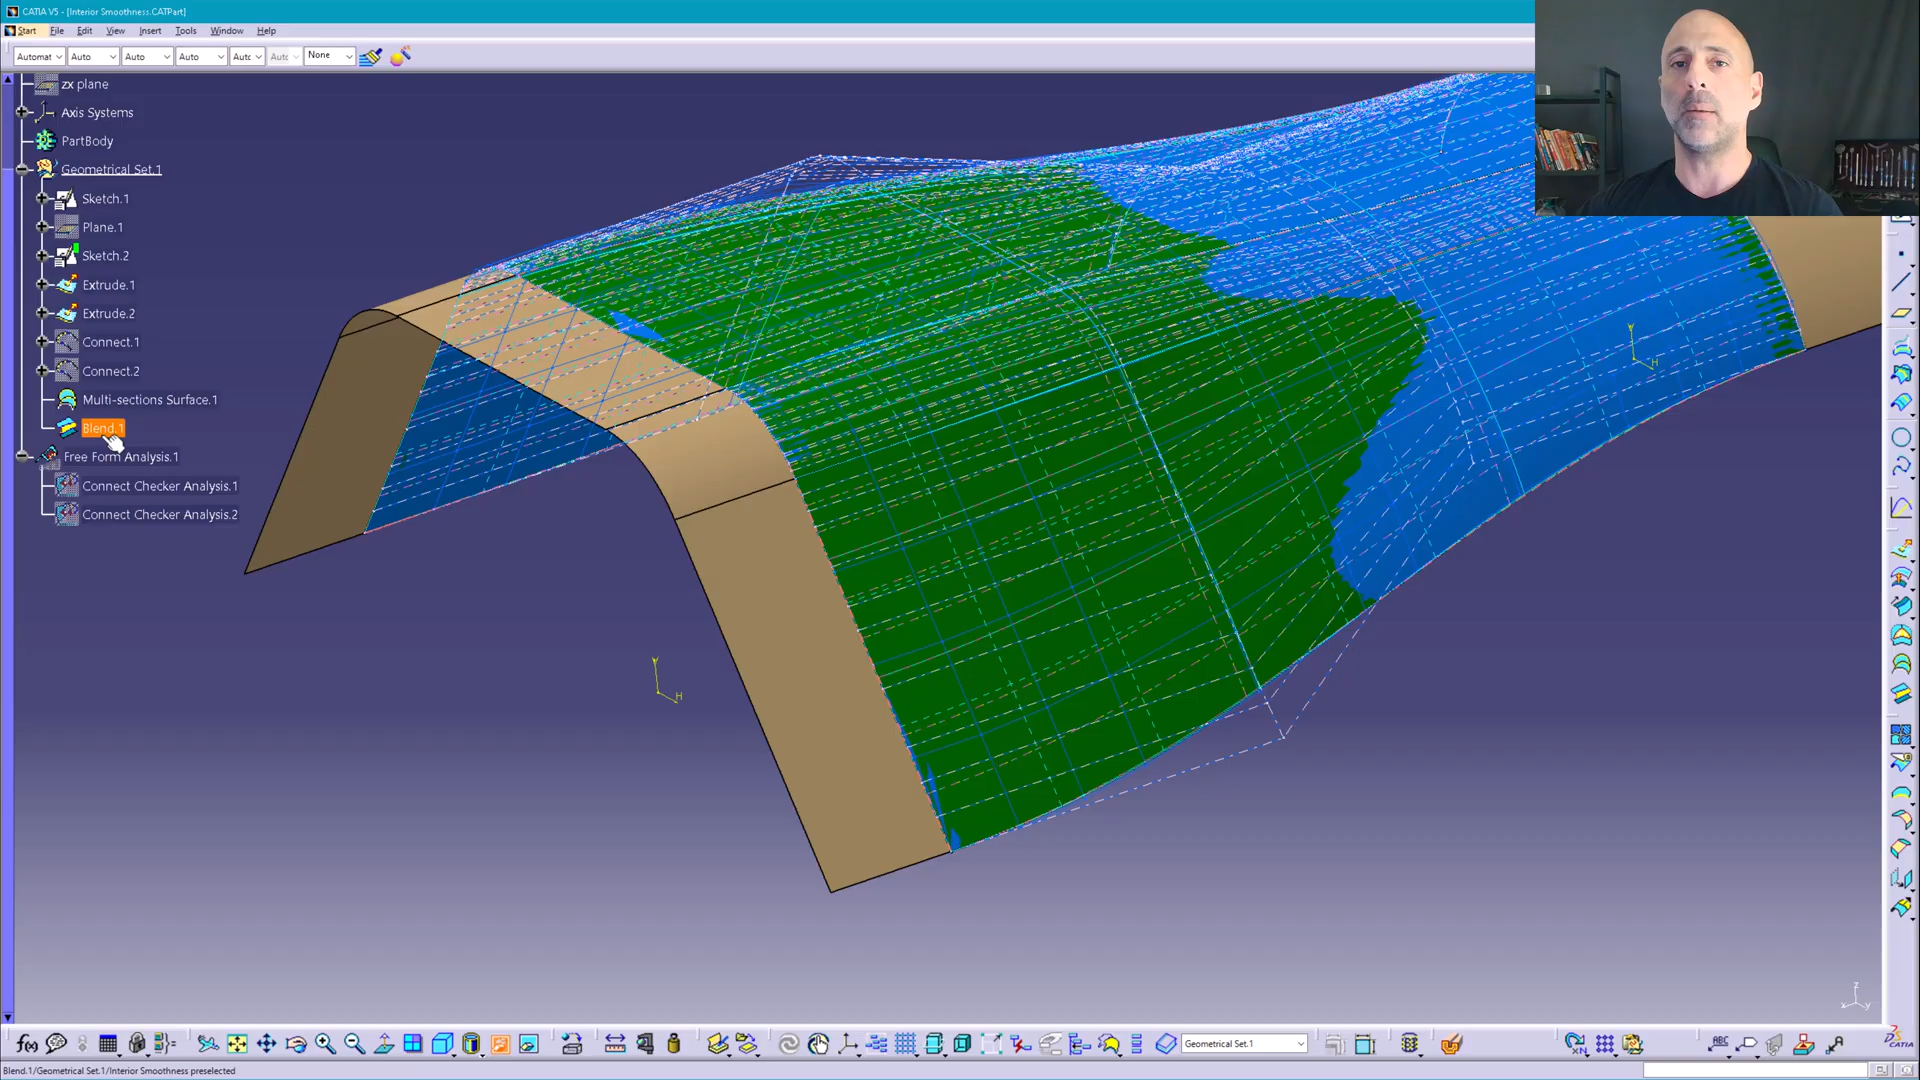 CATIA V5 - [Interior Smoothness.CATPart]
Start File Edit View Insert Tools Window Help
Automat Auto Auto Auto Auto Auto None
zx plane
Axis Systems
PartBody
Geometrical Set.1
Sketch.1
Plane.1
Sketch.2
Extrude.1
Extrude.2
Connect.1
Connect.2
Multi-sections Surface.1
Blend.1
Free Form Analysis.1
Connect Checker Analysis.1
Connect Checker Analysis.2
V
H
V
H
z
x y
f(x) Geometrical Set.1 ABC CATIA
Blend.1/Geometrical Set.1/Interior Smoothness preselected